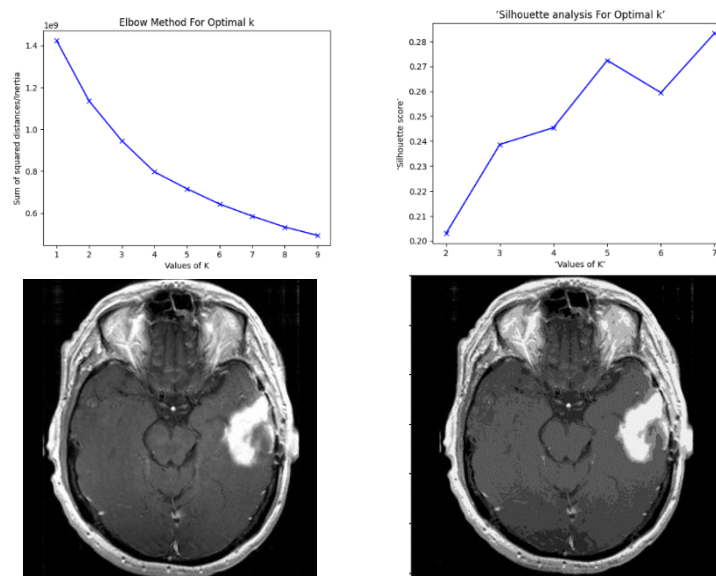 Elbow Method For Optimal k
1e9
1.4
1.2
1.0
0.8
0.6
Sum of squared distances/Inertia
1 2 3 4 5 6 7 8 9
Values of K
'Silhouette analysis For Optimal k'
0.28
0.27
0.26
0.25
0.24
0.23
0.22
0.21
0.20
'Silhouette score'
2 3 4 5 6 7
'Values of K'